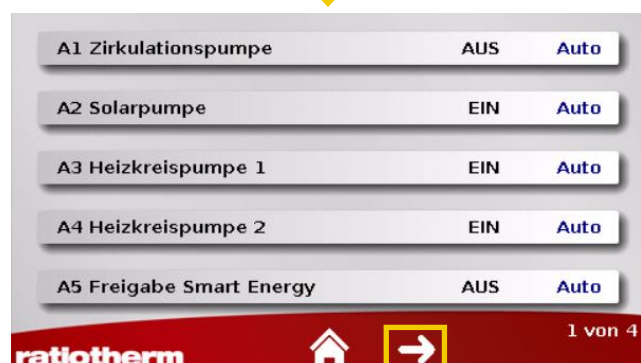 A1 Zirkulationspumpe AUS Auto
A2 Solarpumpe EIN Auto
A3 Heizkreispumpe 1 EIN Auto
A4 Heizkreispumpe 2 EIN Auto
A5 Freigabe Smart Energy AUS Auto
1 von 4
ratiotherm